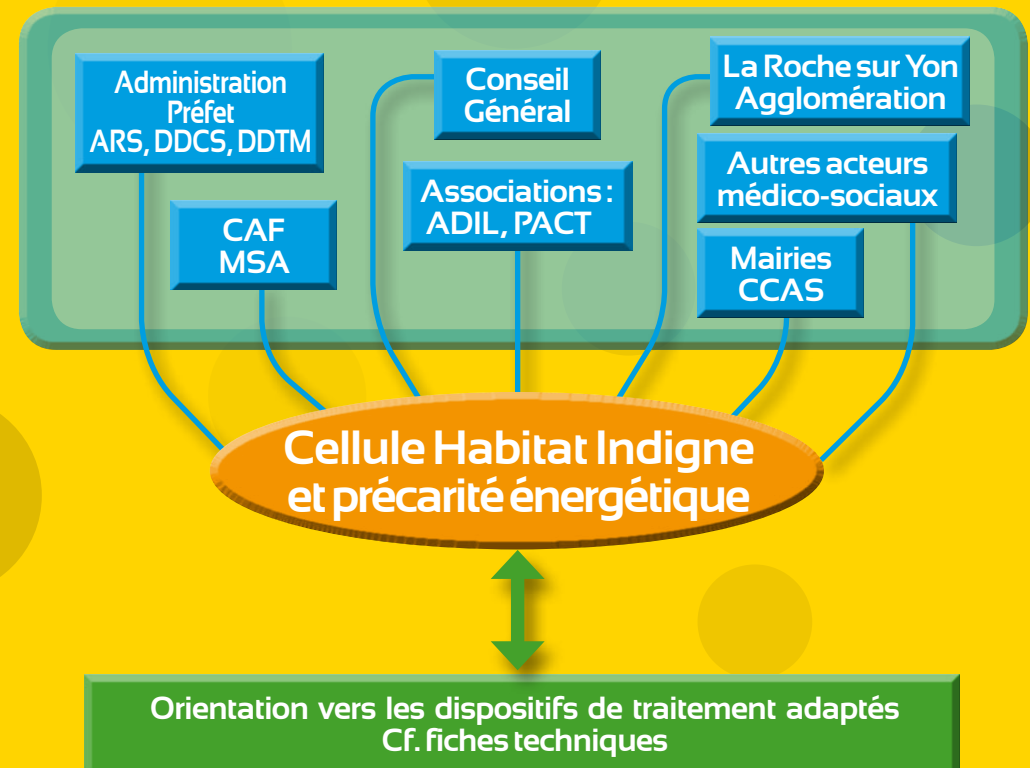 Administration
Préfet
ARS, DDCS, DDTM
Conseil
Général
La Roche sur Yon
Agglomération
CAF
MSA
Associations :
ADIL, PACT
Autres acteurs
médico-sociaux
Mairies
CCAS
Cellule Habitat Indigne
et précarité énergétique
Orientation vers les dispositifs de traitement adaptés
Cf. fiches techniques